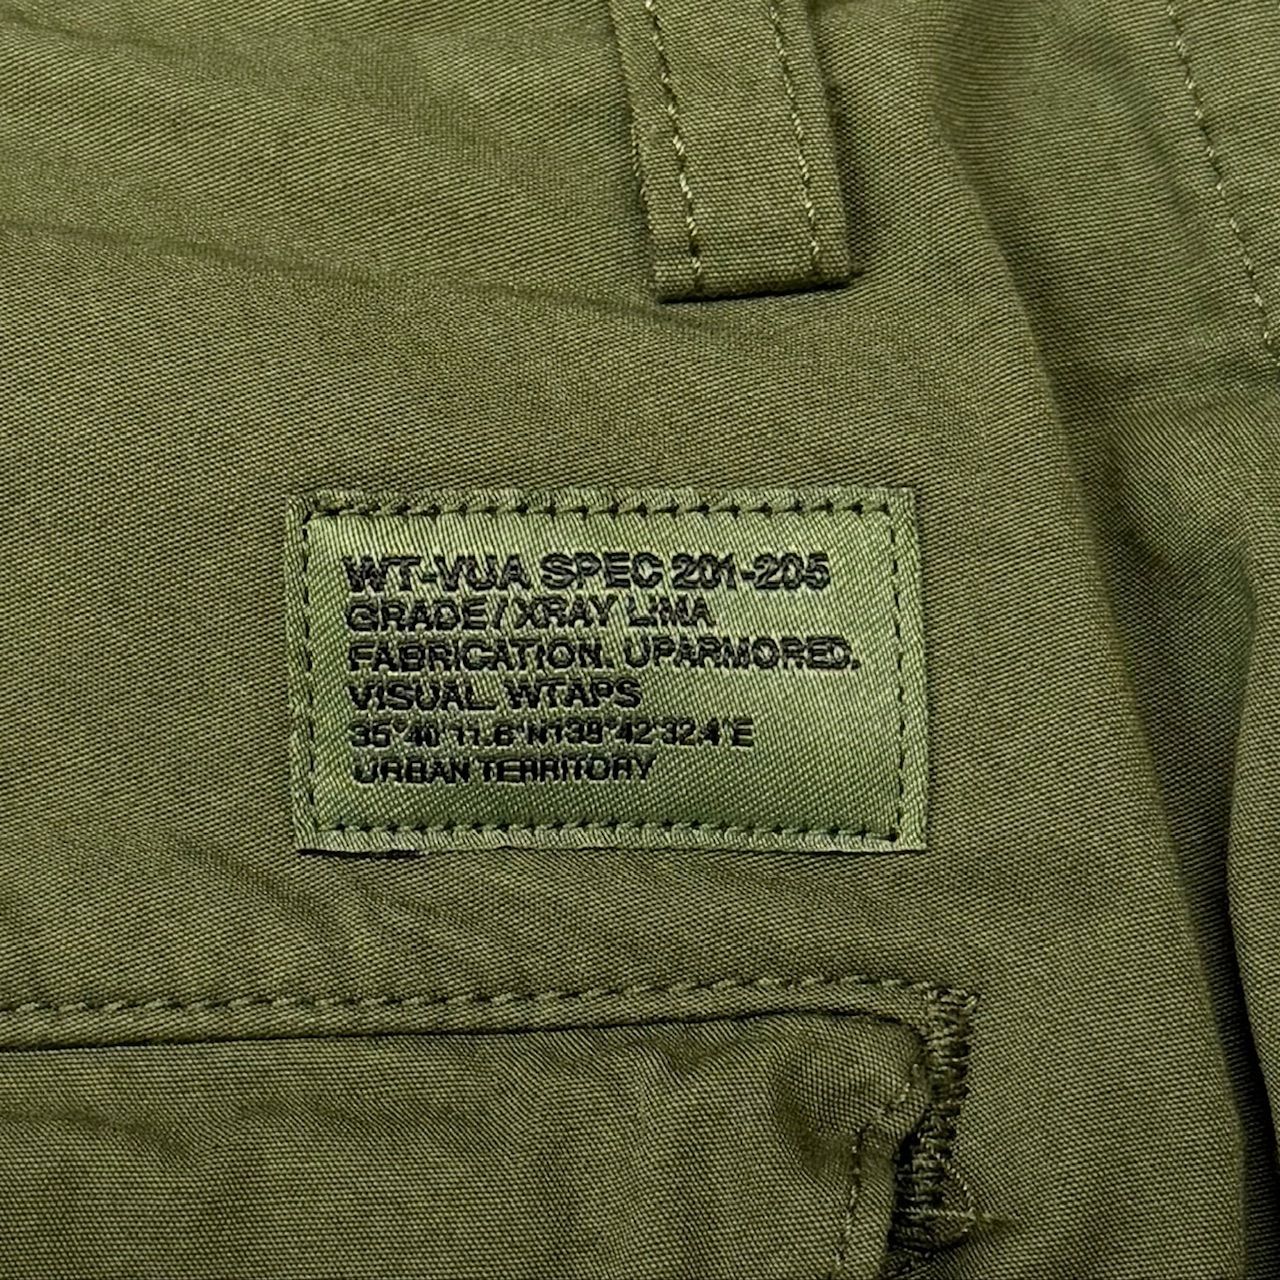 WT-VUA SPEC 201-205
GRADE/XRAY LIMA
FABRICATION. UPARMORED.
VISUAL. WTAPS
35°40'11.6"N139°42'32.4"E
URBAN TERRITORY